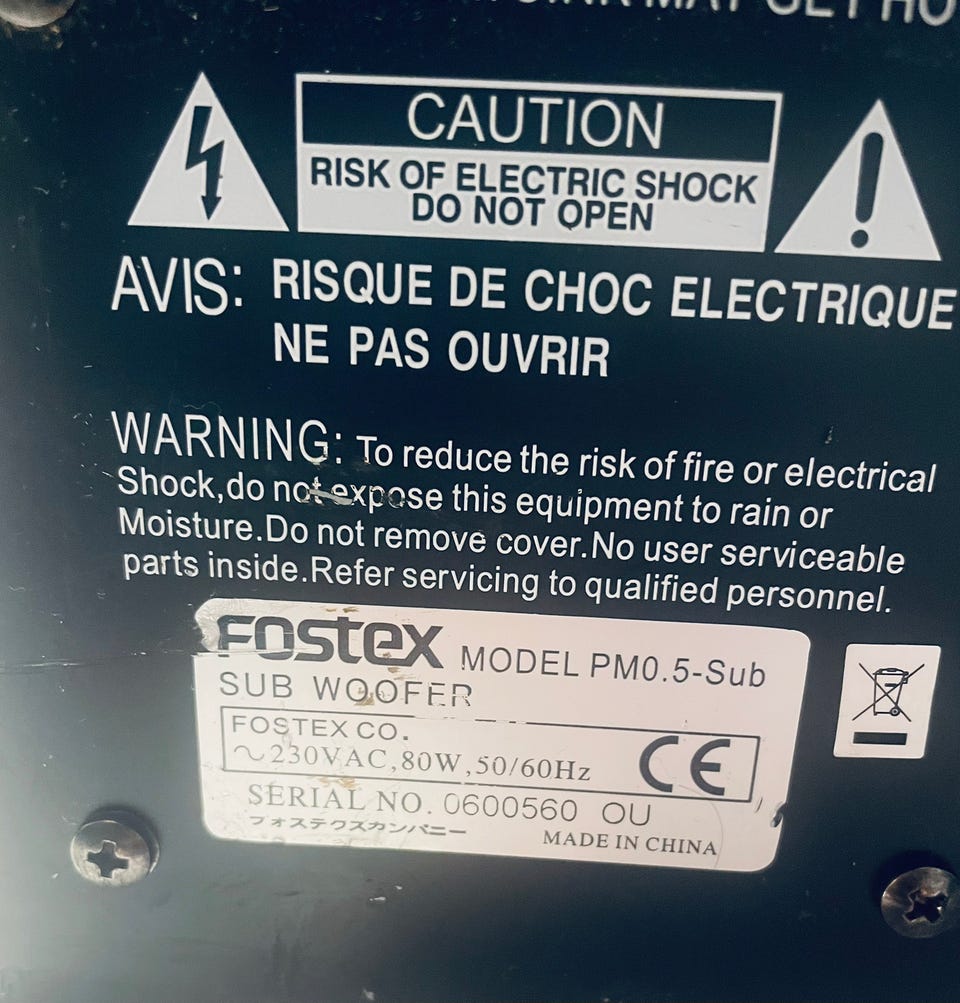 MAY GET HO
CAUTION
RISK OF ELECTRIC SHOCK
DO NOT OPEN
AVIS: RISQUE DE CHOC ELECTRIQUE
NE PAS OUVRIR
WARNING: To reduce the risk of fire or electrical
Shock,do not expose this equipment to rain or
Moisture.Do not remove cover.No user serviceable
parts inside.Refer servicing to qualified personnel.
Fostex MODEL PM0.5-Sub
SUB WOOFER
FOSTEX CO.
~230VAC,80W,50/60Hz CE
SERIAL NO. 0600560 OU
フォステクスカンパニー MADE IN CHINA